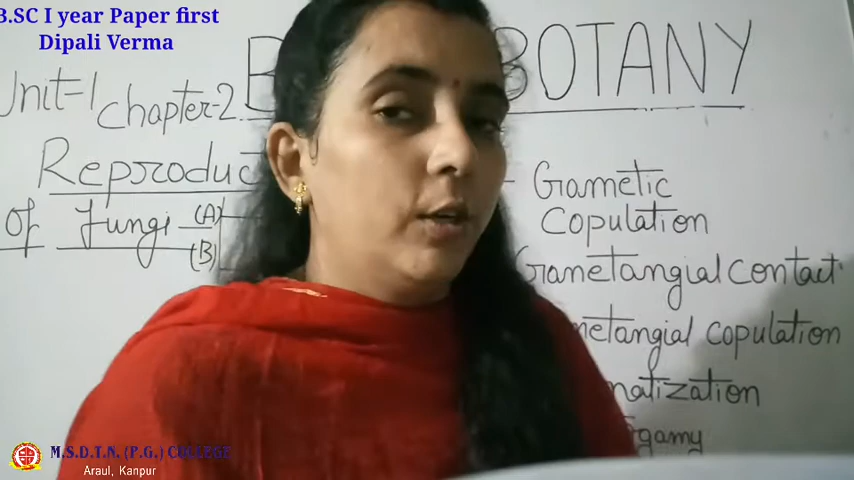 B.SC I year Paper first
Dipali Verma
BOTANY
Unit-1 Chapter-2
Reproduct
of Fungi (A)
(B)
Gametic
Copulation
Gametangial Contact
metangial Copulation
matization
ogamy
M.S.D.T.N. (P.G.) COLLEGE
Araul, Kanpur